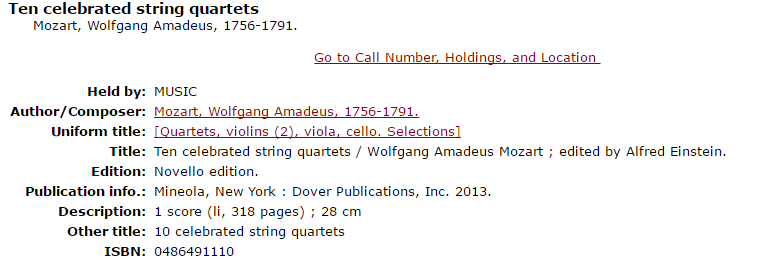 Ten celebrated string quartets
Mozart, Wolfgang Amadeus, 1756-1791.
Go to Call Number, Holdings, and Location
Held by: MUSIC
Author/Composer: Mozart, Wolfgang Amadeus, 1756-1791.
Uniform title: [Quartets, violins (2), viola, cello. Selections]
Title: Ten celebrated string quartets / Wolfgang Amadeus Mozart ; edited by Alfred Einstein.
Edition: Novello edition.
Publication info.: Mineola, New York : Dover Publications, Inc. 2013.
Description: 1 score (li, 318 pages) ; 28 cm
Other title: 10 celebrated string quartets
ISBN: 0486491110